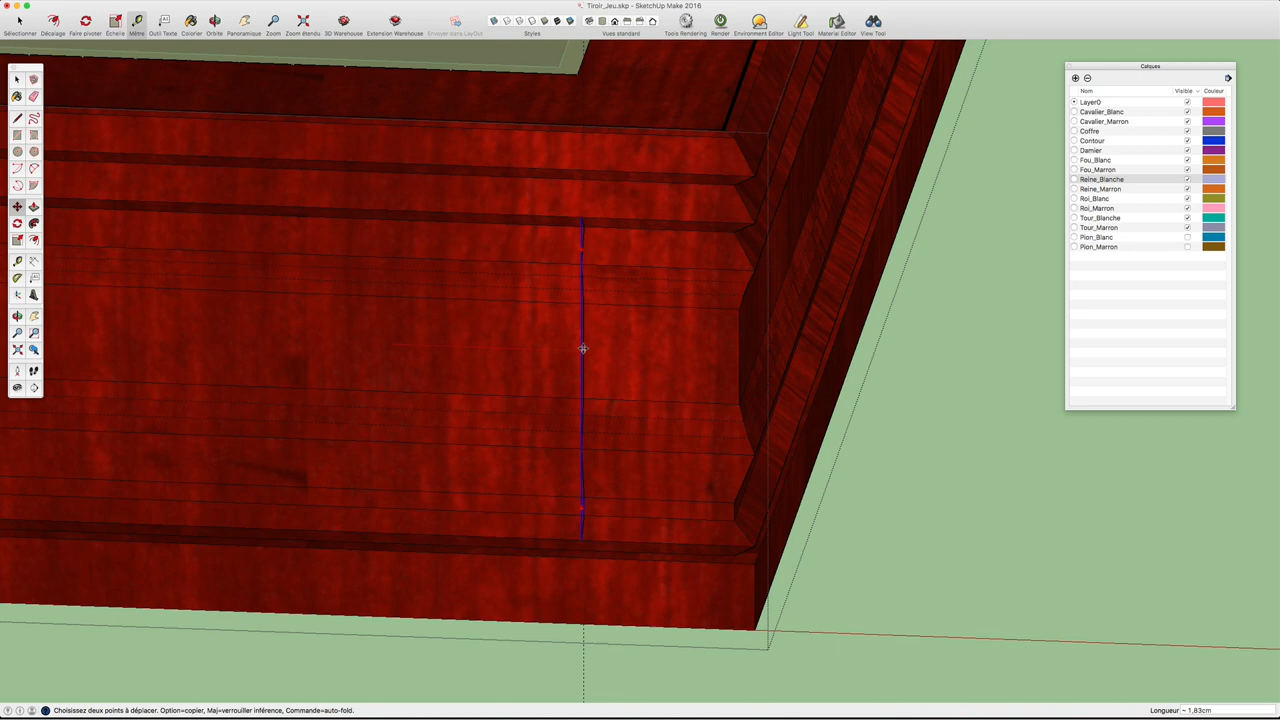 Tiroir_Jeu.skp - SketchUp Make 2016
Sélectionner Décalage Faire pivoter Échelle Mètre Outil Texte Colorier Orbite Panoramique Zoom Zoom étendu 3D Warehouse Extension Warehouse Envoyer dans LayOut Styles Vues standard Tools Rendering Render Environment Editor Light Tool Material Editor View Tool
Calques
Nom Visible Couleur
Layer0
Cavalier_Blanc
Cavalier_Marron
Coffre
Contour
Damier
Fou_Blanc
Fou_Marron
Reine_Blanche
Reine_Marron
Roi_Blanc
Roi_Marron
Tour_Blanche
Tour_Marron
Pion_Blanc
Pion_Marron
Choisissez deux points à déplacer. Option=copier, Maj=verrouiller inférence, Commande=auto-fold.
Longueur ~ 1,83cm